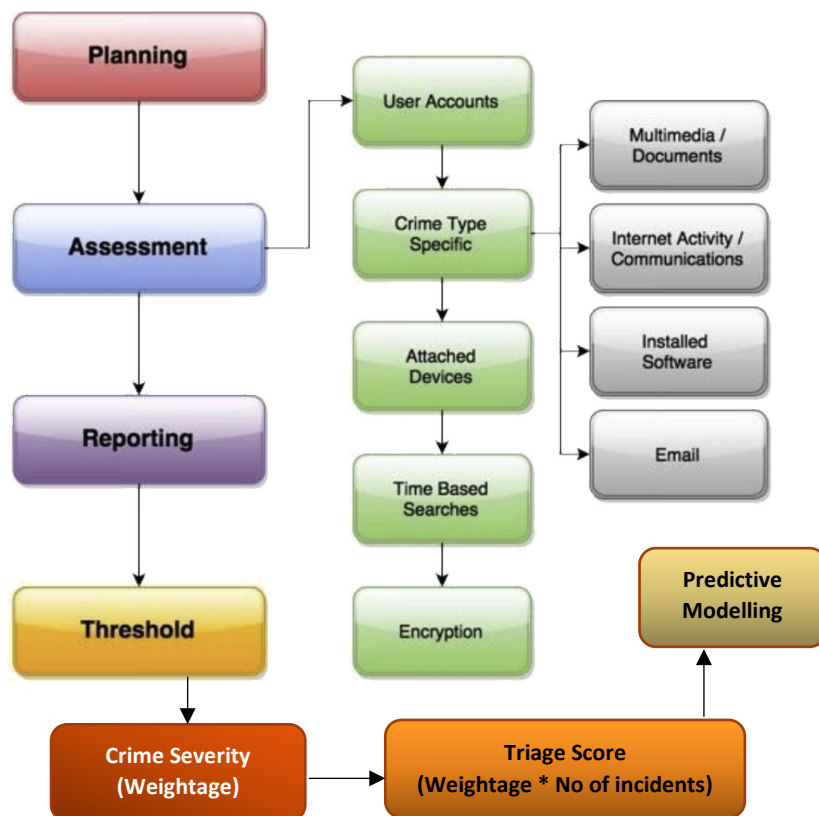 Planning
Assessment
Reporting
Threshold
User Accounts
Crime Type
Specific
Attached
Devices
Time Based
Searches
Encryption
Multimedia /
Documents
Internet Activity /
Communications
Installed
Software
Email
Crime Severity
(Weightage)
Triage Score
(Weightage * No of incidents)
Predictive
Modelling